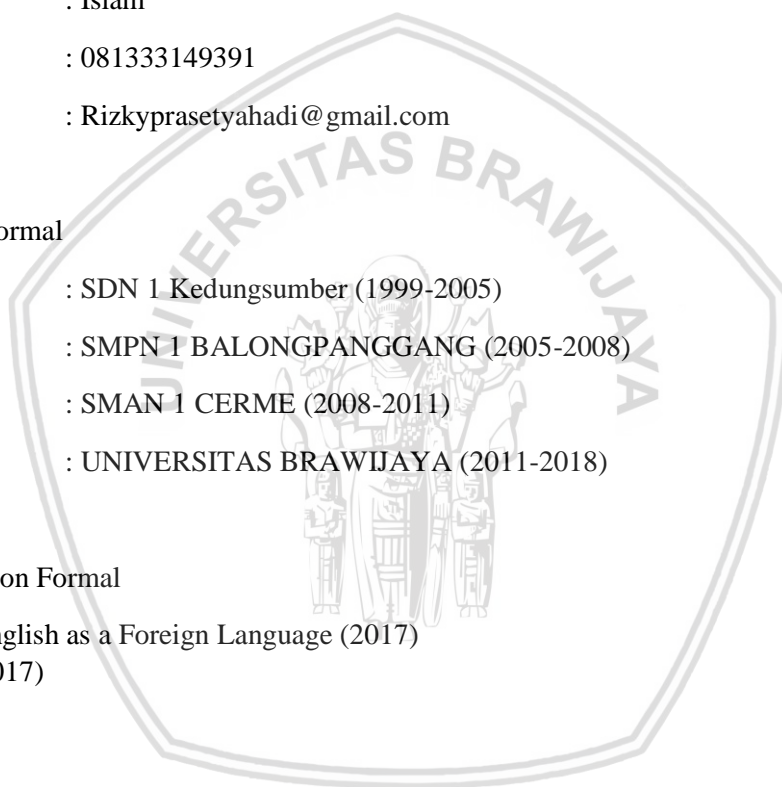 : Islam
: 081333149391
: Rizkyprasetyahadi@gmail.com
UNIVERSITAS BRAWIJAYA
ormal
: SDN 1 Kedungsumber (1999-2005)
: SMPN 1 BALONGPANGGANG (2005-2008)
: SMAN 1 CERME (2008-2011)
: UNIVERSITAS BRAWIJAYA (2011-2018)
on Formal
nglish as a Foreign Language (2017)
017)